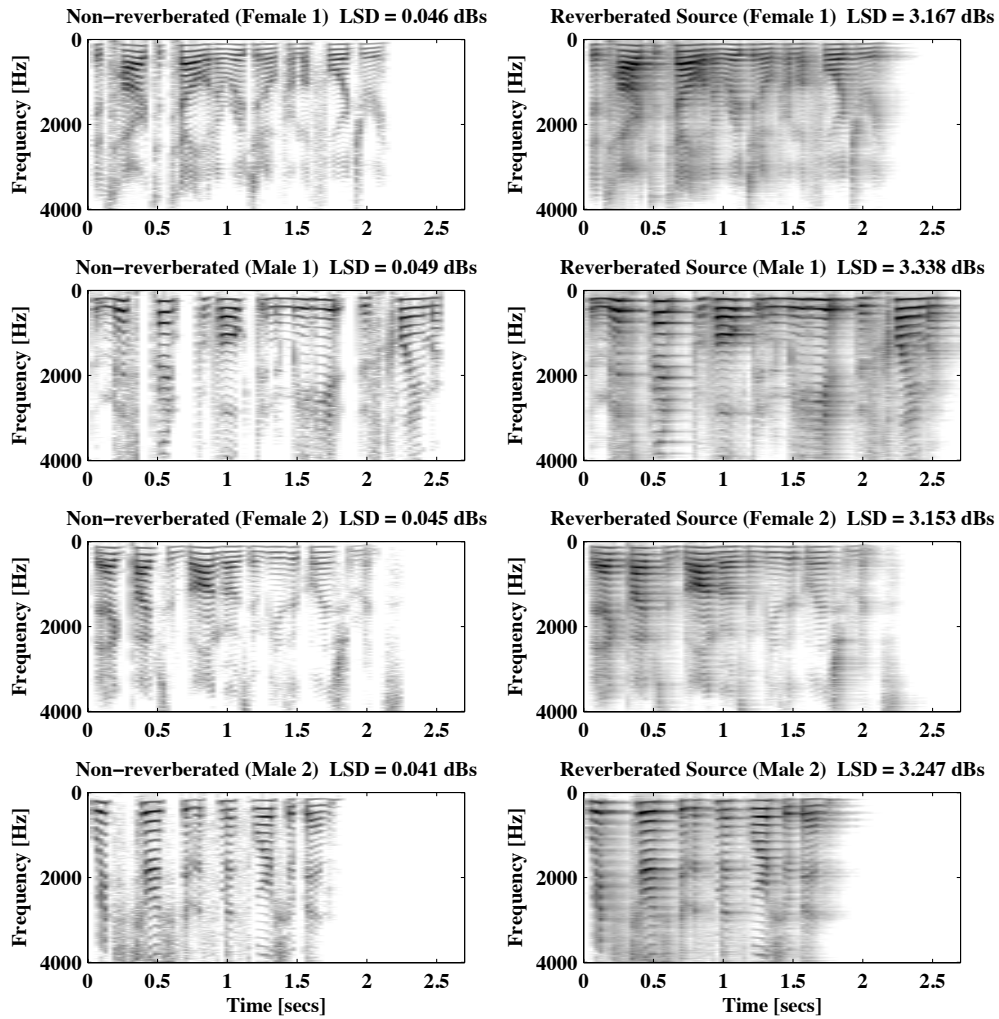 Non−reverberated (Female 1)  LSD = 0.046 dBs
Frequency [Hz]
0
2000
4000
0 0.5 1 1.5 2 2.5
Reverberated Source (Female 1)  LSD = 3.167 dBs
Frequency [Hz]
0
2000
4000
0 0.5 1 1.5 2 2.5
Non−reverberated (Male 1)  LSD = 0.049 dBs
Frequency [Hz]
0
2000
4000
0 0.5 1 1.5 2 2.5
Reverberated Source (Male 1)  LSD = 3.338 dBs
Frequency [Hz]
0
2000
4000
0 0.5 1 1.5 2 2.5
Non−reverberated (Female 2)  LSD = 0.045 dBs
Frequency [Hz]
0
2000
4000
0 0.5 1 1.5 2 2.5
Reverberated Source (Female 2)  LSD = 3.153 dBs
Frequency [Hz]
0
2000
4000
0 0.5 1 1.5 2 2.5
Non−reverberated (Male 2)  LSD = 0.041 dBs
Frequency [Hz]
0
2000
4000
0 0.5 1 1.5 2 2.5
Time [secs]
Reverberated Source (Male 2)  LSD = 3.247 dBs
Frequency [Hz]
0
2000
4000
0 0.5 1 1.5 2 2.5
Time [secs]